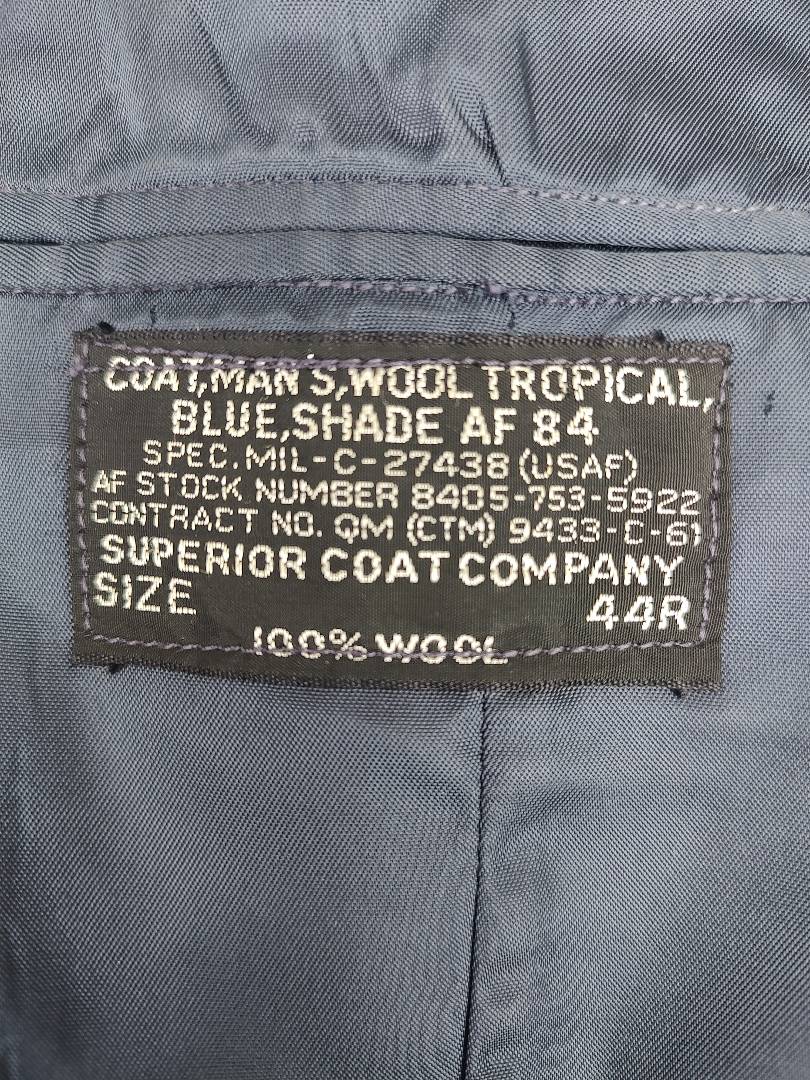 COAT,MAN S,WOOL TROPICAL,
BLUE,SHADE AF 84
SPEC. MIL-C-27438 (USAF)
AF STOCK NUMBER 8405-753-5922
CONTRACT NO. QM (CTM) 9433-C-61
SUPERIOR COAT COMPANY
SIZE 44R
100% WOOL